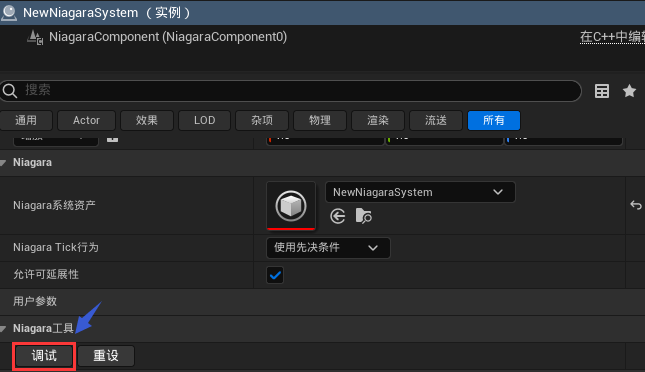 NewNiagaraSystem （实例）
NiagaraComponent (NiagaraComponent0)
在C++中编辑
搜索
通用 Actor 效果 LOD 杂项 物理 渲染 流送 所有
Niagara
Niagara系统资产
NewNiagaraSystem
Niagara Tick行为
使用先决条件
允许可延展性
用户参数
Niagara工具
调试 重设